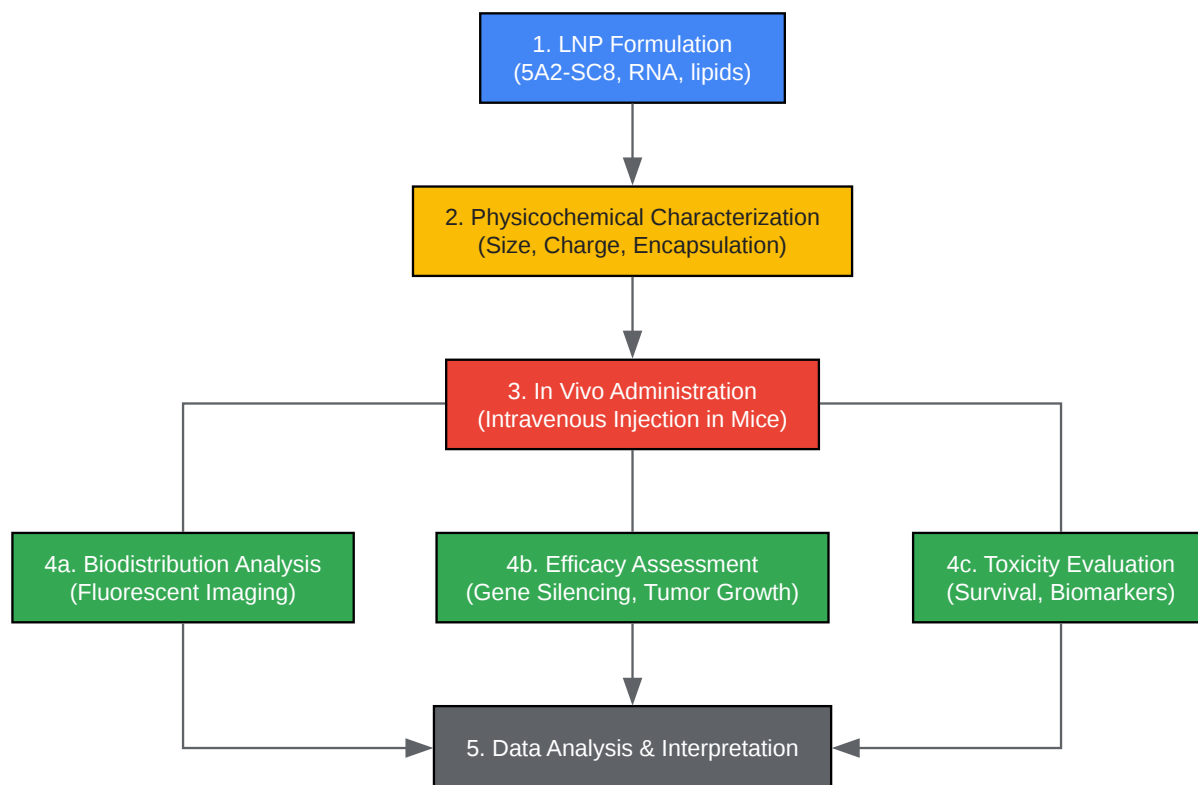 1. LNP Formulation
(5A2-SC8, RNA, lipids)
2. Physicochemical Characterization
(Size, Charge, Encapsulation)
3. In Vivo Administration
(Intravenous Injection in Mice)
4a. Biodistribution Analysis
(Fluorescent Imaging)
4b. Efficacy Assessment
(Gene Silencing, Tumor Growth)
4c. Toxicity Evaluation
(Survival, Biomarkers)
5. Data Analysis & Interpretation